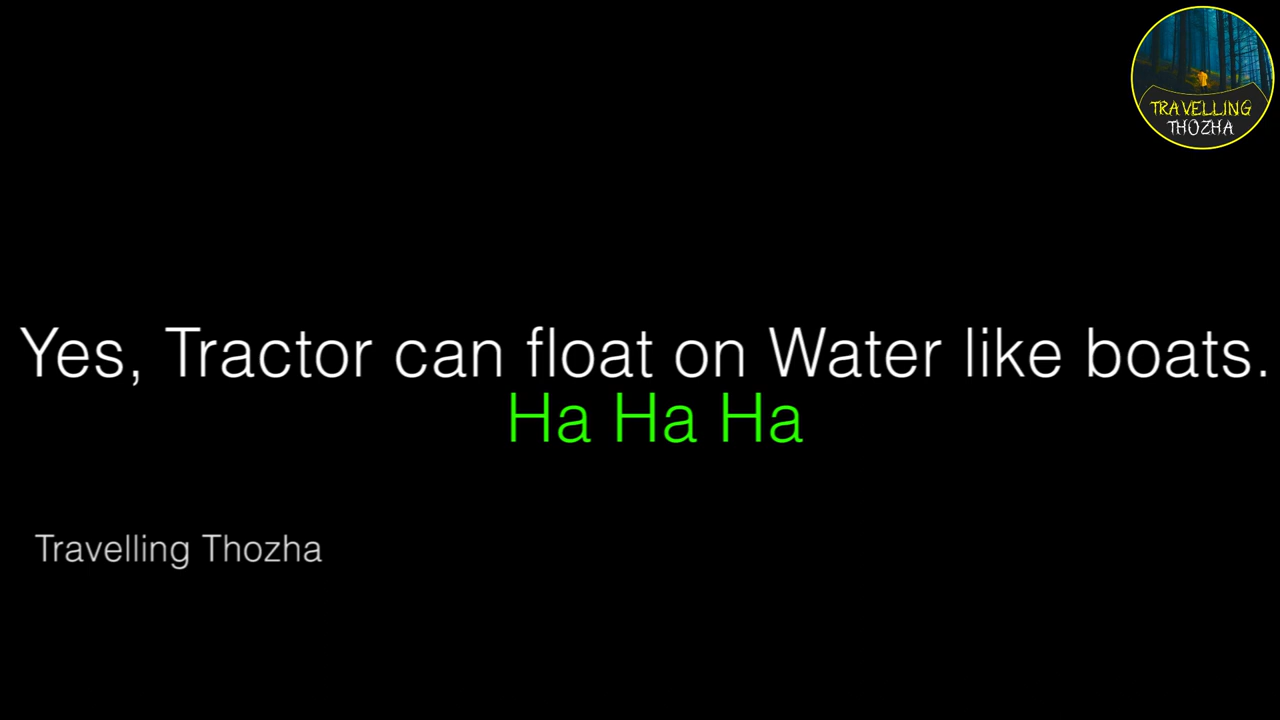 TRAVELLING
THOZHA
Yes, Tractor can float on Water like boats.
Ha Ha Ha
Travelling Thozha